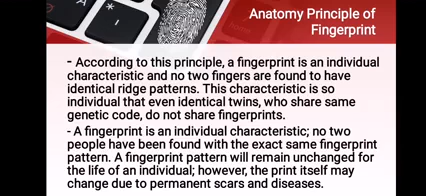 Anatomy Principle of
Fingerprint
- According to this principle, a fingerprint is an individual
characteristic and no two fingers are found to have
identical ridge patterns. This characteristic is so
individual that even identical twins, who share same
genetic code, do not share fingerprints.
- A fingerprint is an individual characteristic; no two
people have been found with the exact same fingerprint
pattern. A fingerprint pattern will remain unchanged for
the life of an individual; however, the print itself may
change due to permanent scars and diseases.